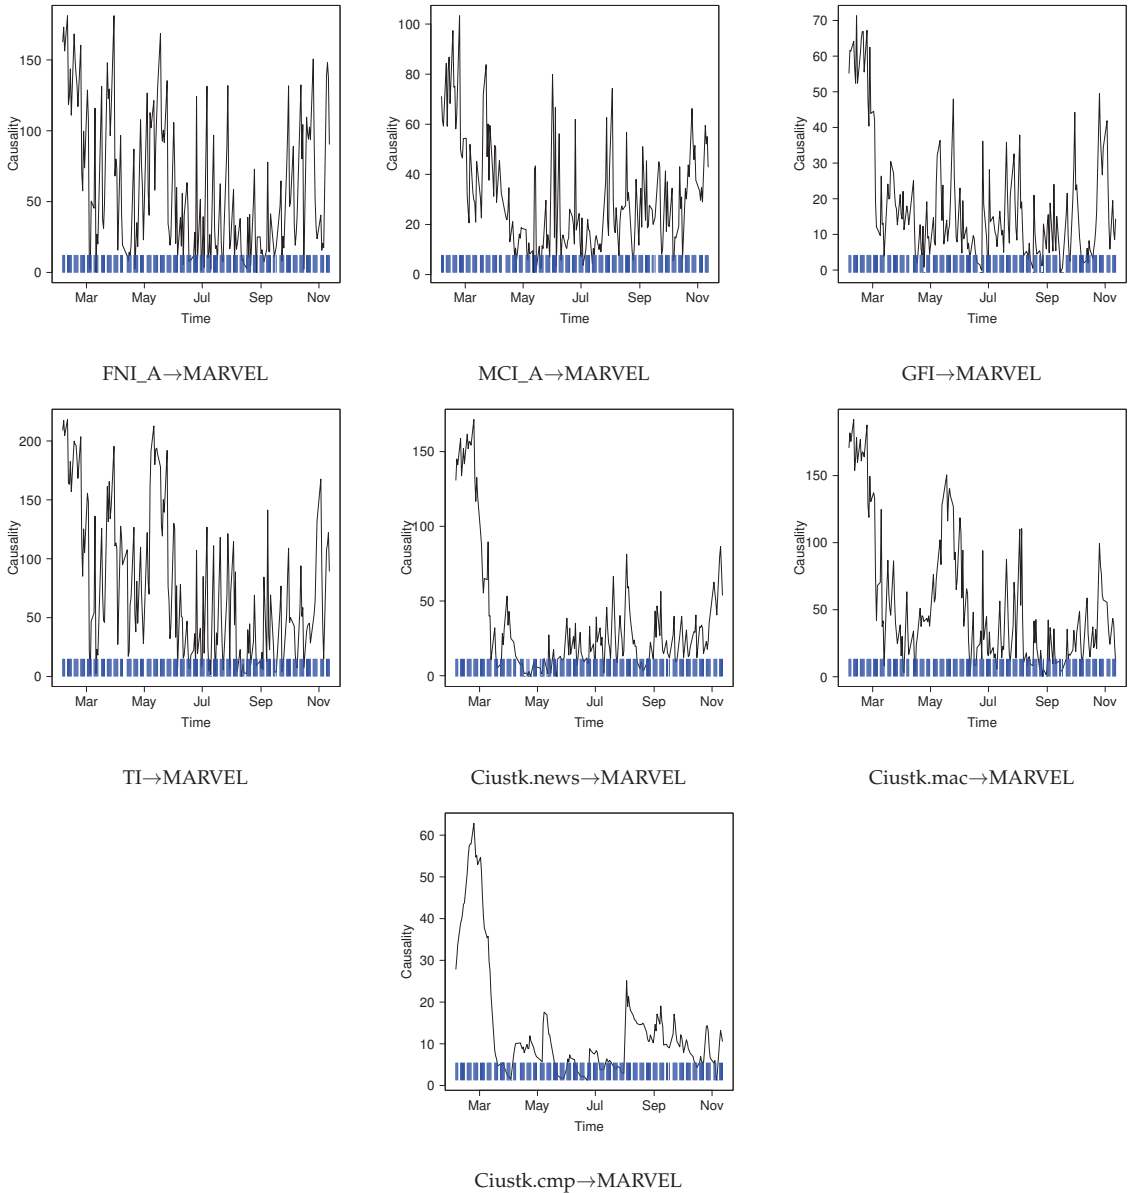 150
100
50
0
Causality
Mar May Jul Sep Nov
Time
FNI_A→MARVEL
100
80
60
40
20
0
Causality
Mar May Jul Sep Nov
Time
MCI_A→MARVEL
70
60
50
40
30
20
10
0
Causality
Mar May Jul Sep Nov
Time
GFI→MARVEL
200
150
100
50
0
Causality
Mar May Jul Sep Nov
Time
TI→MARVEL
150
100
50
0
Causality
Mar May Jul Sep Nov
Time
Ciustk.news→MARVEL
150
100
50
0
Causality
Mar May Jul Sep Nov
Time
Ciustk.mac→MARVEL
60
50
40
30
20
10
0
Causality
Mar May Jul Sep Nov
Time
Ciustk.cmp→MARVEL